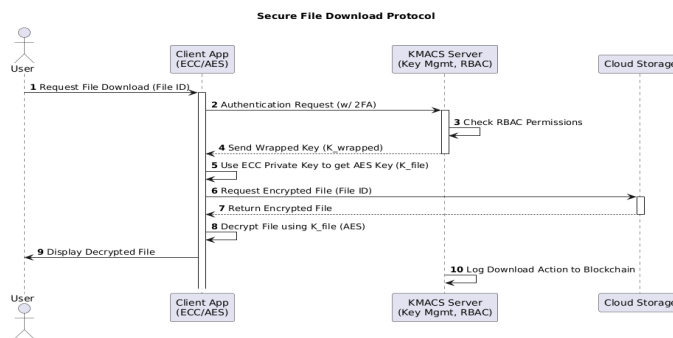 Secure File Download Protocol
User
Client App
(ECC/AES)
KMACS Server
(Key Mgmt, RBAC)
Cloud Storage
1 Request File Download (File ID)
2 Authentication Request (w/ 2FA)
3 Check RBAC Permissions
4 Send Wrapped Key (K_wrapped)
5 Use ECC Private Key to get AES Key (K_file)
6 Request Encrypted File (File ID)
7 Return Encrypted File
8 Decrypt File using K_file (AES)
9 Display Decrypted File
10 Log Download Action to Blockchain
User
Client App
(ECC/AES)
KMACS Server
(Key Mgmt, RBAC)
Cloud Storage